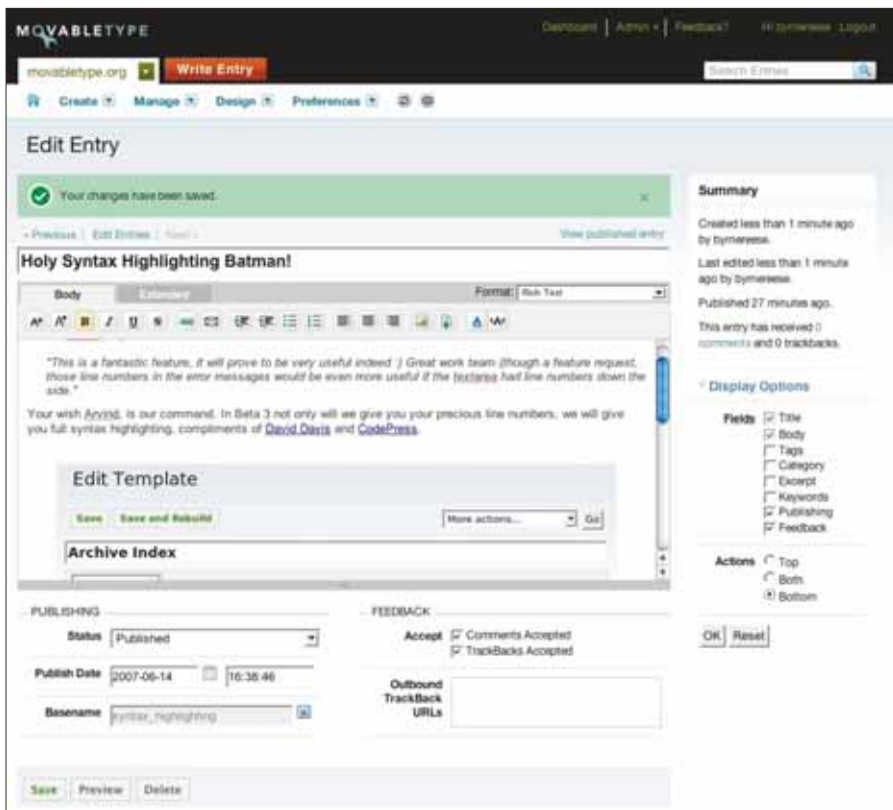 MOVABLETYPE
Dashboard | Admin | Feedback? Hi bymereese Logout
movabletype.org Write Entry Search Entries
Create Manage Design Preferences
Edit Entry
Your changes have been saved.
« Previous | Edit Entries | Next » View published entry
Holy Syntax Highlighting Batman!
Body Extended Format: Rich Text
"This is a fantastic feature, it will prove to be very useful indeed :) Great work team (though a feature request,
those line numbers in the error messages would be even more useful if the textarea had line numbers down the
side."
Your wish Arvind, is our command. In Beta 3 not only will we give you your precious line numbers, we will give
you full syntax highlighting, compliments of David Davis and CodePress.
Edit Template
Save Save and Rebuild More actions... Go
Archive Index
PUBLISHING
Status Published
Publish Date 2007-06-14 16:38:46
Basename syntax_highlighting
FEEDBACK
Accept Comments Accepted
TrackBacks Accepted
Outbound
TrackBack
URLs
Save Preview Delete
Summary
Created less than 1 minute ago
by bymereese.
Last edited less than 1 minute
ago by bymereese.
Published 27 minutes ago.
This entry has received 0
comments and 0 trackbacks.
Display Options
Fields Title
Body
Tags
Category
Excerpt
Keywords
Publishing
Feedback
Actions Top
Both
Bottom
OK Reset